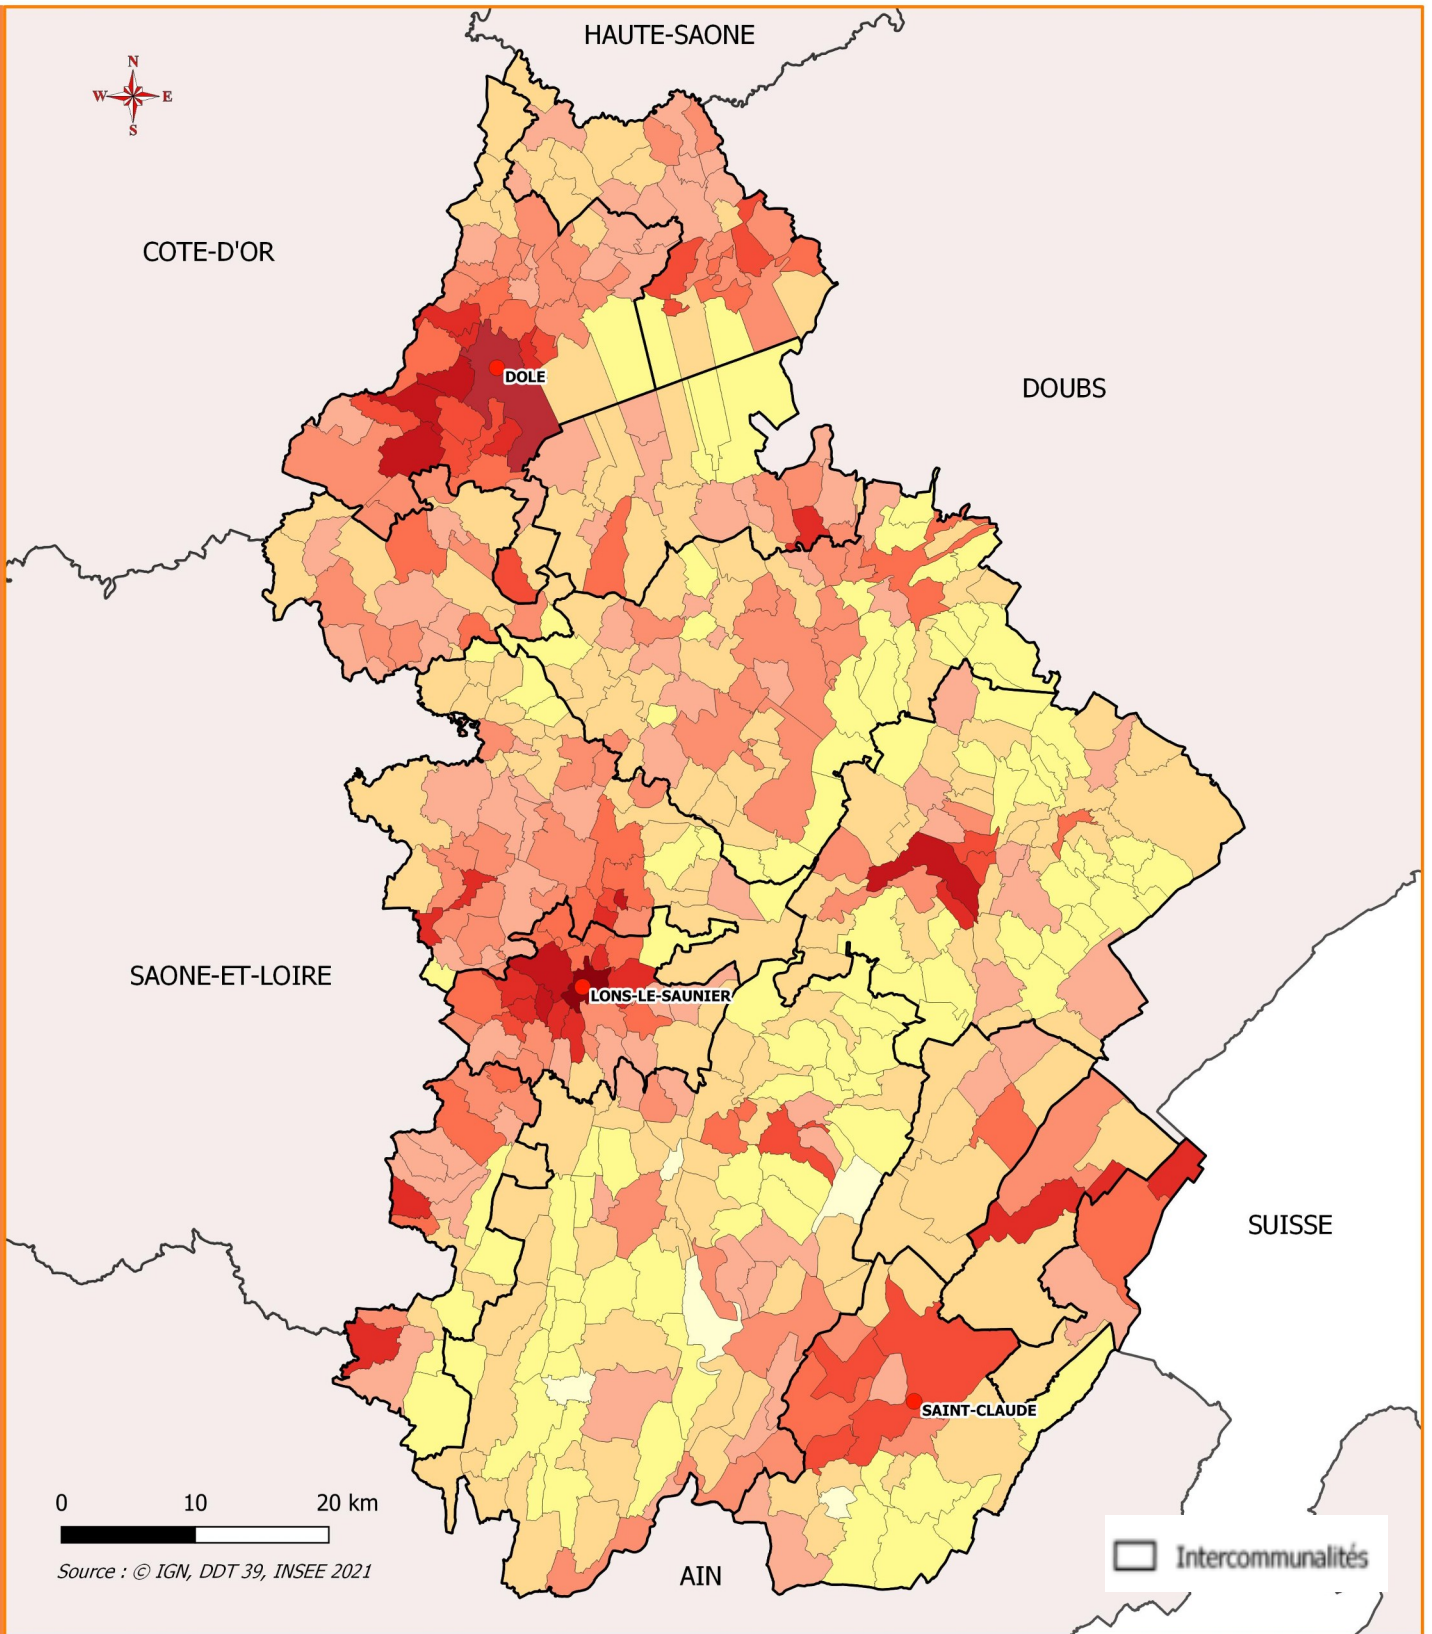 HAUTE-SAONE
N
W E
S
COTE-D'OR
DOLE
DOUBS
SAONE-ET-LOIRE
LONS-LE-SAUNIER
SUISSE
SAINT-CLAUDE
0 10 20 km
Source : © IGN, DDT 39, INSEE 2021
AIN
Intercommunalités